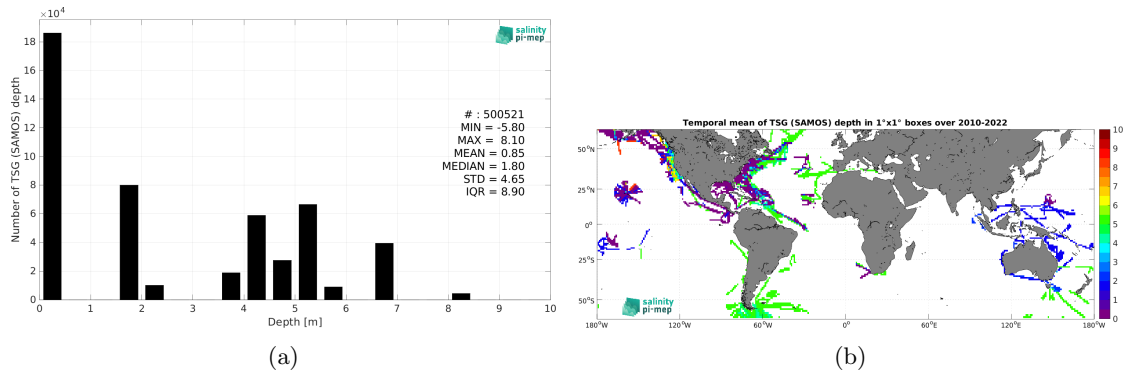 ×10⁴
18
16
14
12
10
8
6
4
2
0
Number of TSG (SAMOS) depth
0 1 2 3 4 5 6 7 8 9 10
Depth [m]
salinity
pi-mep
# : 500521
MIN = -5.80
MAX = 8.10
MEAN = 0.85
MEDIAN = 1.80
STD = 4.65
IQR = 8.90
(a)
Temporal mean of TSG (SAMOS) depth in 1°x1° boxes over 2010-2022
50°N
25°N
0°
25°S
50°S
180°W 120°W 60°W 0° 60°E 120°E 180°W
salinity
pi-mep
10
9
8
7
6
5
4
3
2
1
0
(b)